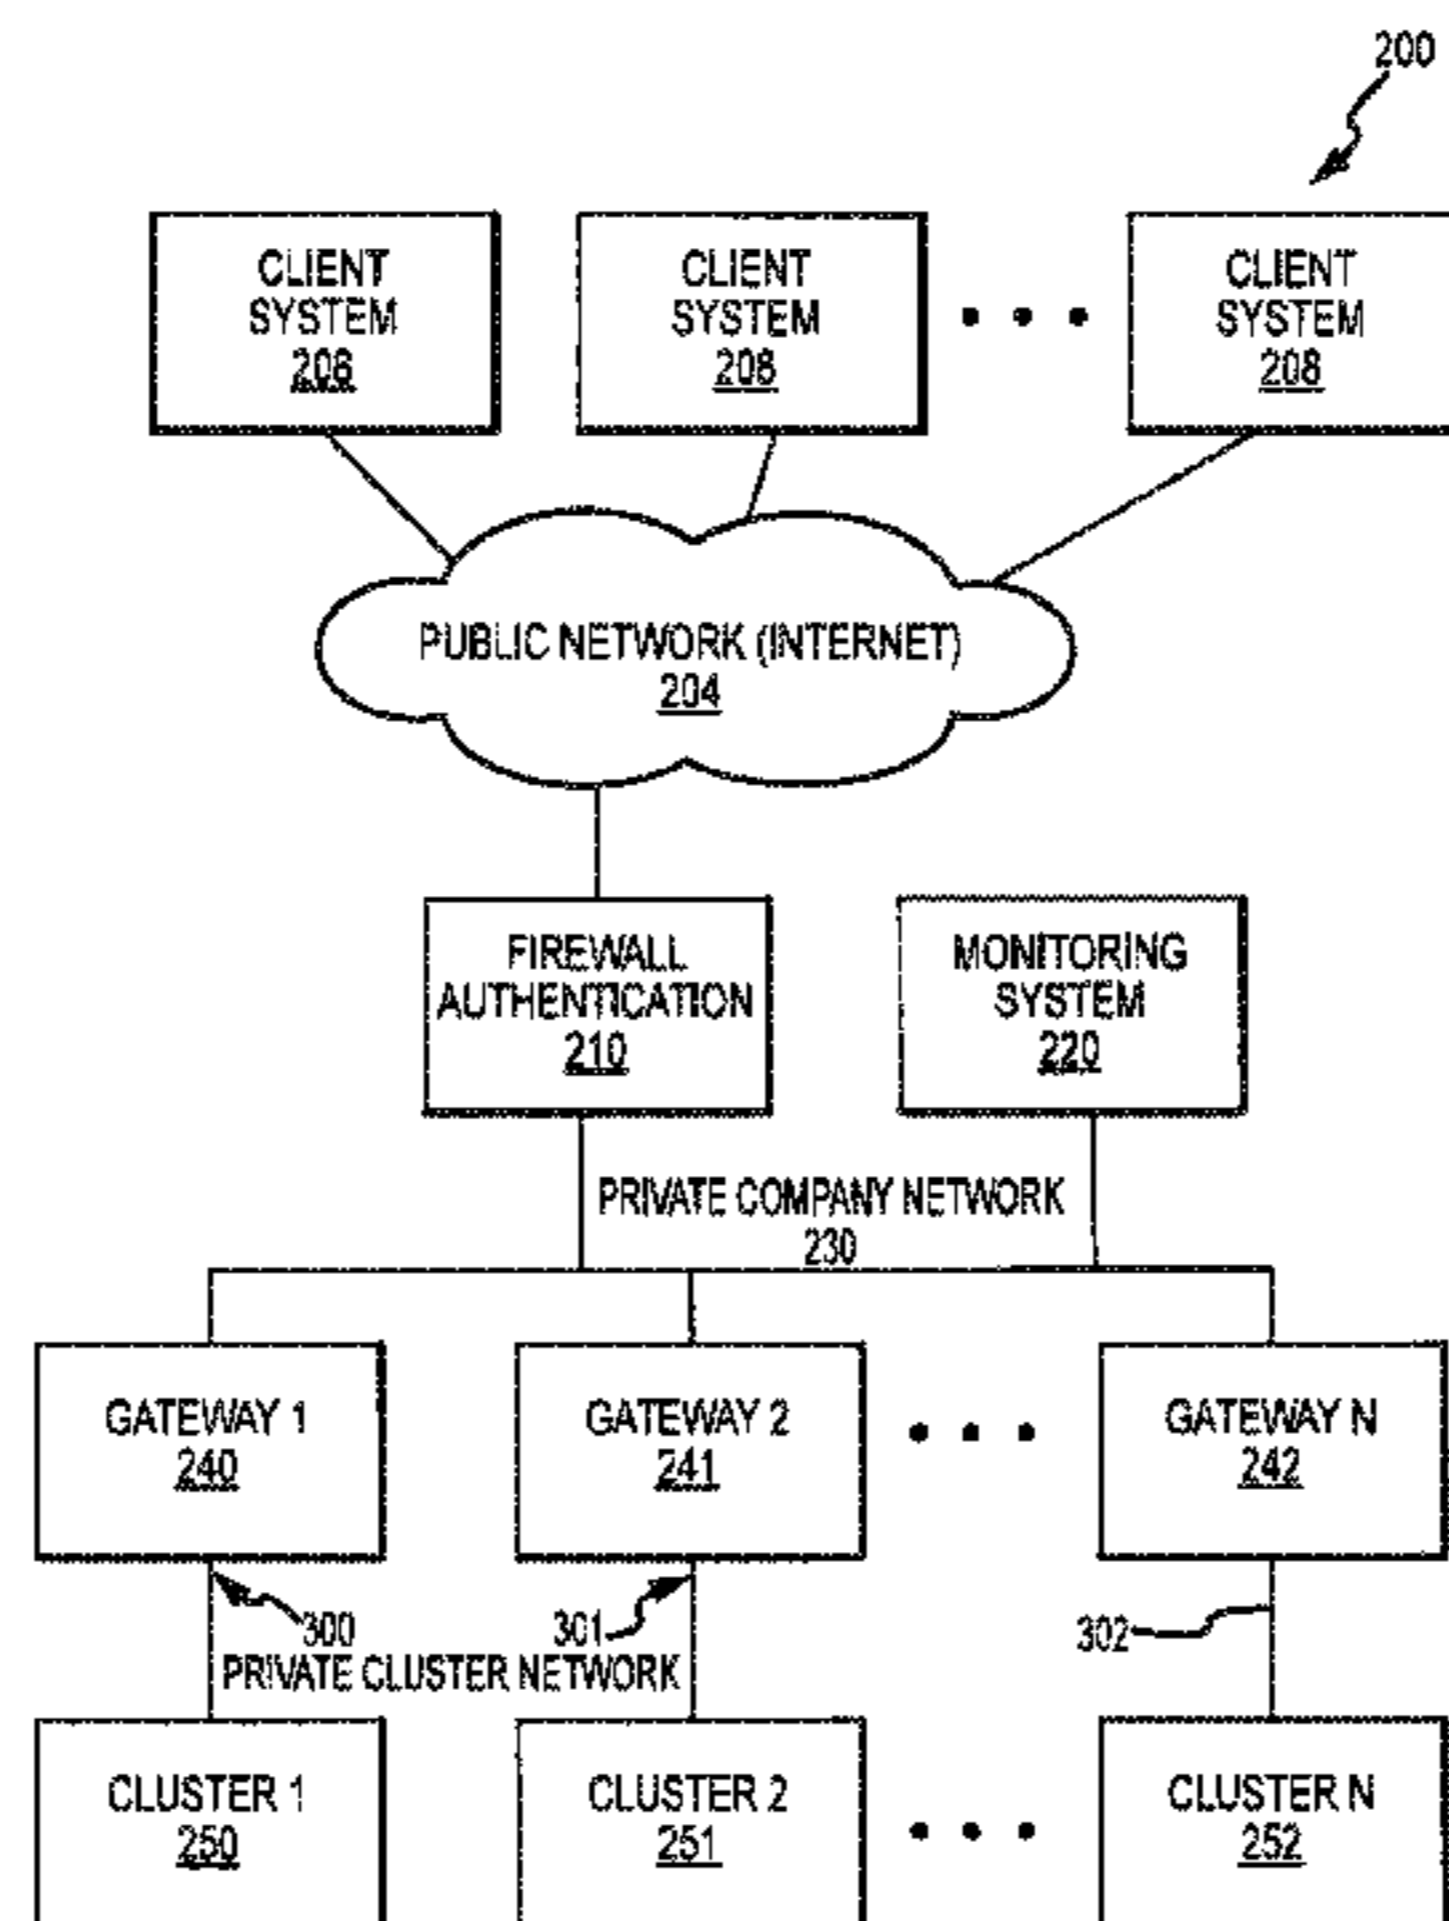 200
CLIENT
SYSTEM
206
CLIENT
SYSTEM
208
CLIENT
SYSTEM
208
PUBLIC NETWORK (INTERNET)
204
FIREWALL
AUTHENTICATION
210
MONITORING
SYSTEM
220
PRIVATE COMPANY NETWORK
230
GATEWAY 1
240
GATEWAY 2
241
GATEWAY N
242
300
301
302
PRIVATE CLUSTER NETWORK
CLUSTER 1
250
CLUSTER 2
251
CLUSTER N
252